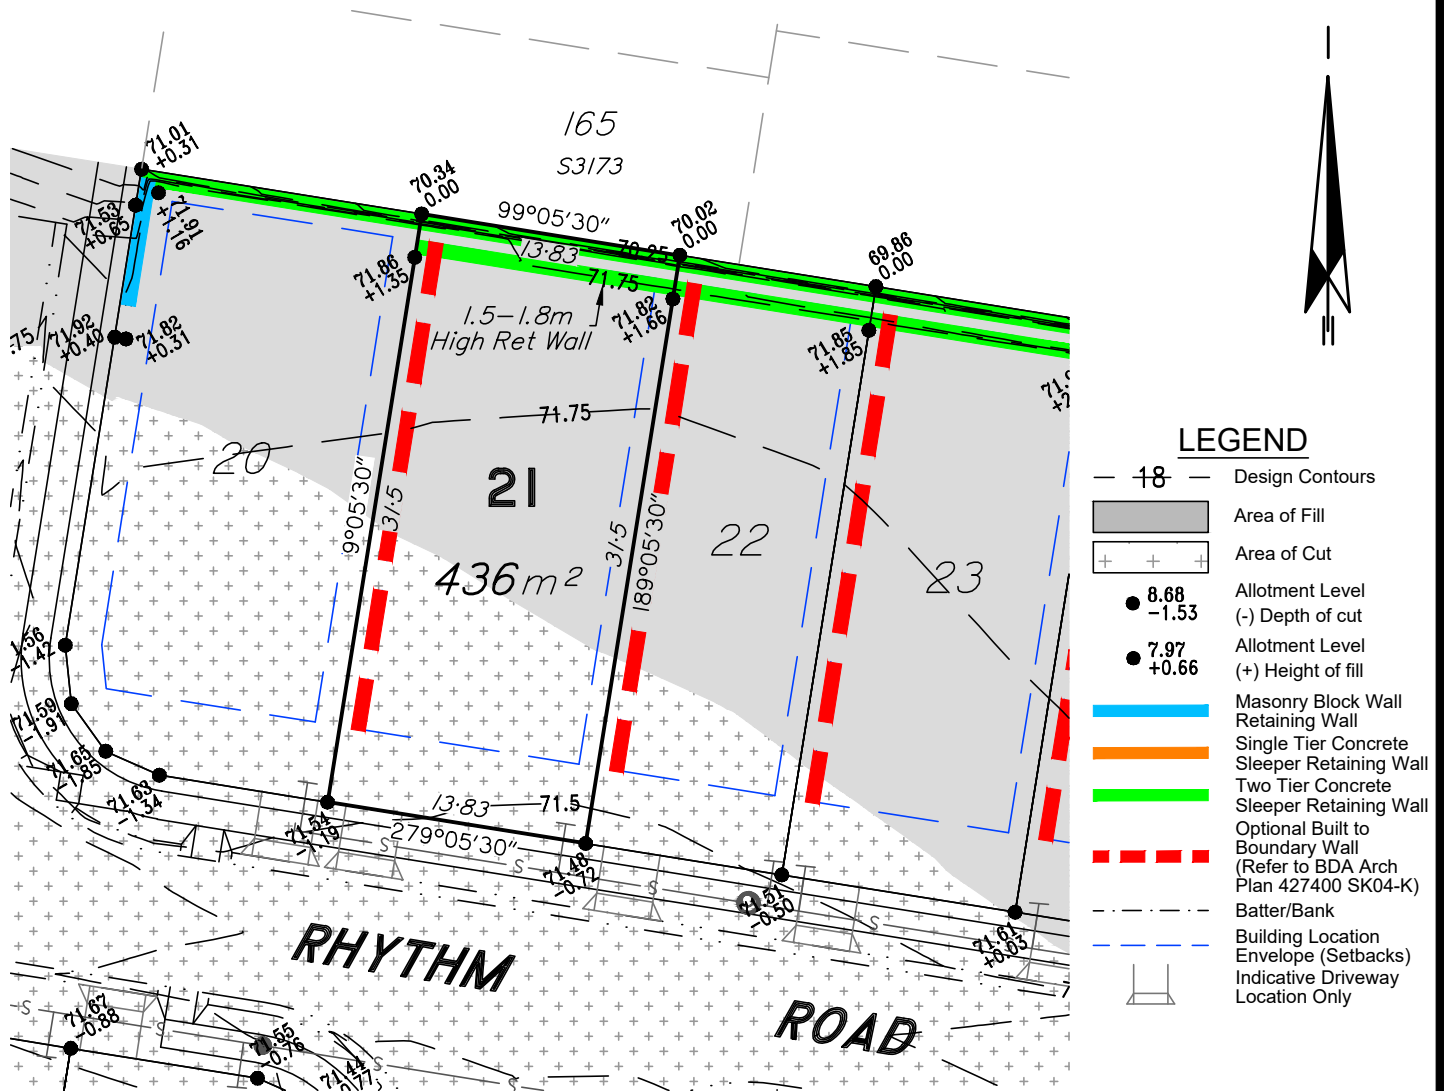 165
S3173
71.01
+0.31
70.34
0.00
99°05'30"
70.02
0.00
13·83
70.25
69.86
0.00
71.53
+0.65
71.91
+1.76
71.86
+1.55
71.75
1.5–1.8m
High Ret Wall
71.82
+1.66
71.85
+1.85
71.92
+0.40
71.82
+0.31
.75
71.75
20
21
436m²
22
23
9°05'30"
31·5
31·5
189°05'30"
1.56
-1.42
71.59
-1.91
71.65
-1.85
71.63
-1.34
71.54
-1.19
13·83
71.5
279°05'30"
71.48
-0.72
71.51
-0.50
71.61
+0.03
S
S
S
S
RHYTHM
ROAD
S
S
S
S
71.67
-0.88
71.55
-0.76
71.44
N
LEGEND
18 Design Contours
Area of Fill
Area of Cut
8.68 Allotment Level
-1.53 (-) Depth of cut
7.97 Allotment Level
+0.66 (+) Height of fill
Masonry Block Wall
Retaining Wall
Single Tier Concrete
Sleeper Retaining Wall
Two Tier Concrete
Sleeper Retaining Wall
Optional Built to
Boundary Wall
(Refer to BDA Arch
Plan 427400 SK04-K)
Batter/Bank
Building Location
Envelope (Setbacks)
Indicative Driveway
Location Only